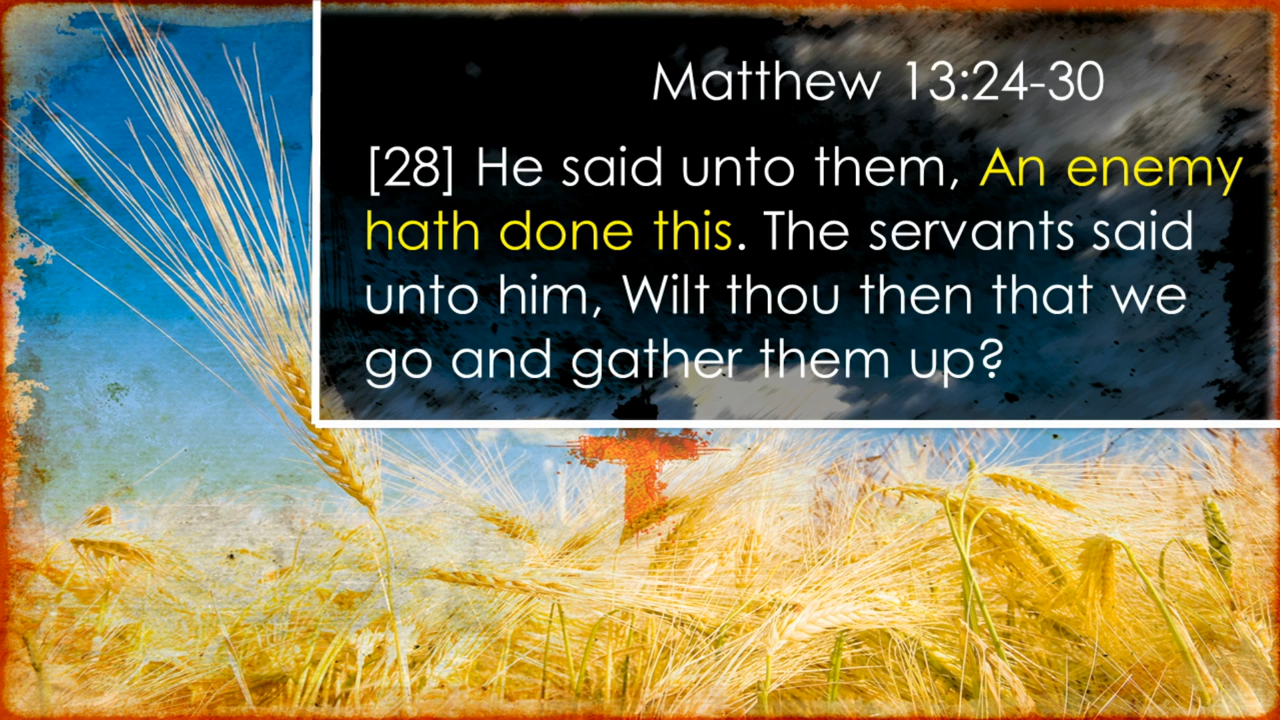 Matthew 13:24-30
[28] He said unto them, An enemy
hath done this. The servants said
unto him, Wilt thou then that we
go and gather them up?